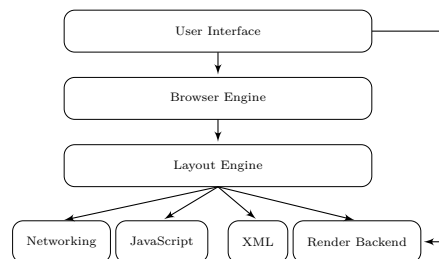 User Interface
Browser Engine
Layout Engine
Networking JavaScript XML Render Backend